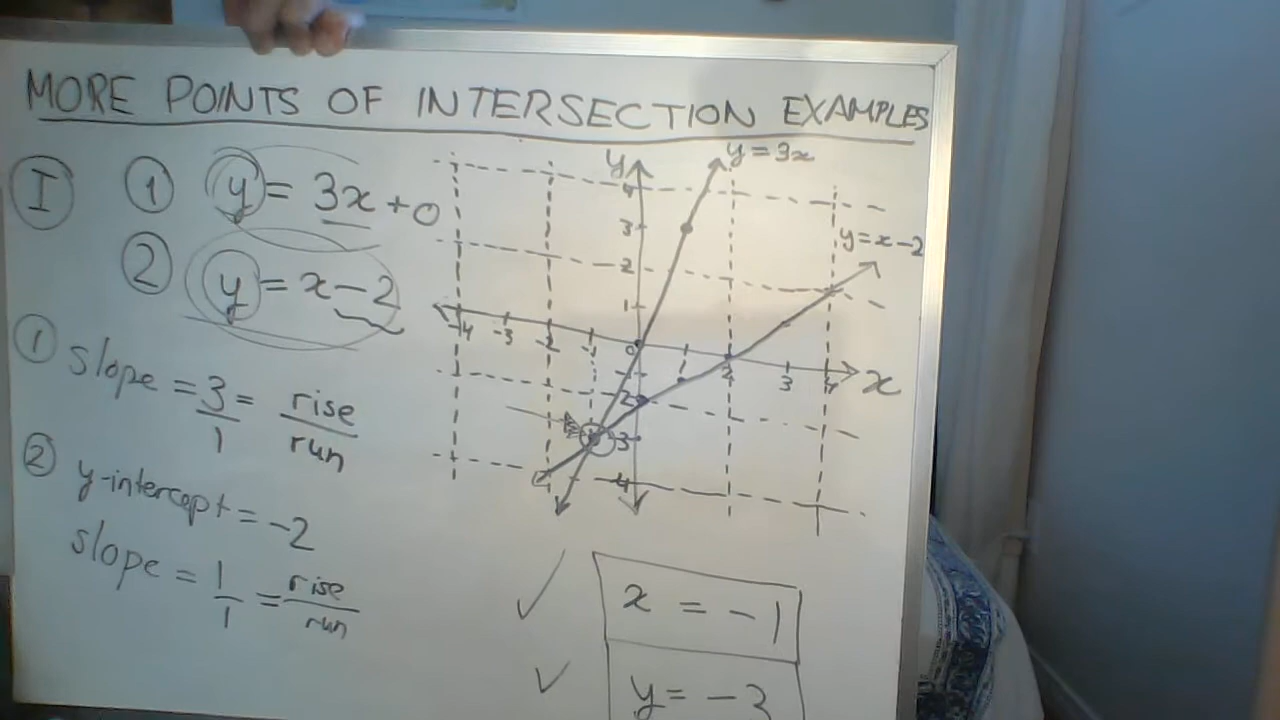 MORE POINTS OF INTERSECTION EXAMPLES
I ① y = 3x + 0
② y = x - 2
① slope = 3/1 = rise/run
② y-intercept = -2
slope = 1/1 = rise/run
y
y = 3x
4
3
y = x - 2
2
1
-4 -3 -2 -1 0 1 2 3 4 x
-2
-3
-4
x = -1
y = -3